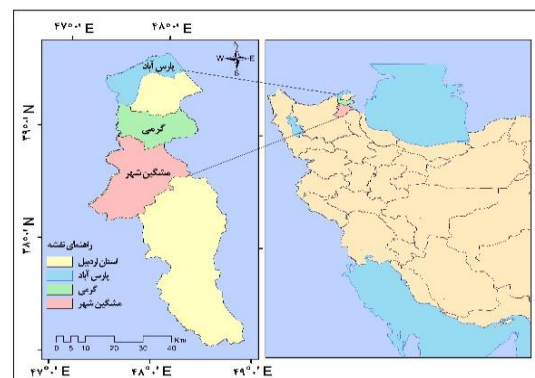 ۴۷°۰' E ۴۸°۰' E
پارس آباد
N
W E
S
۳۹°۰' N
گرمی
مشگین شهر
۳۸°۰' N
راهنمای نقشه
استان اردبیل
پارس آباد
گرمی
مشگین شهر
Km
0 5 10 20 30 40
۴۷°۰' E ۴۸°۰' E ۴۹°۰' E